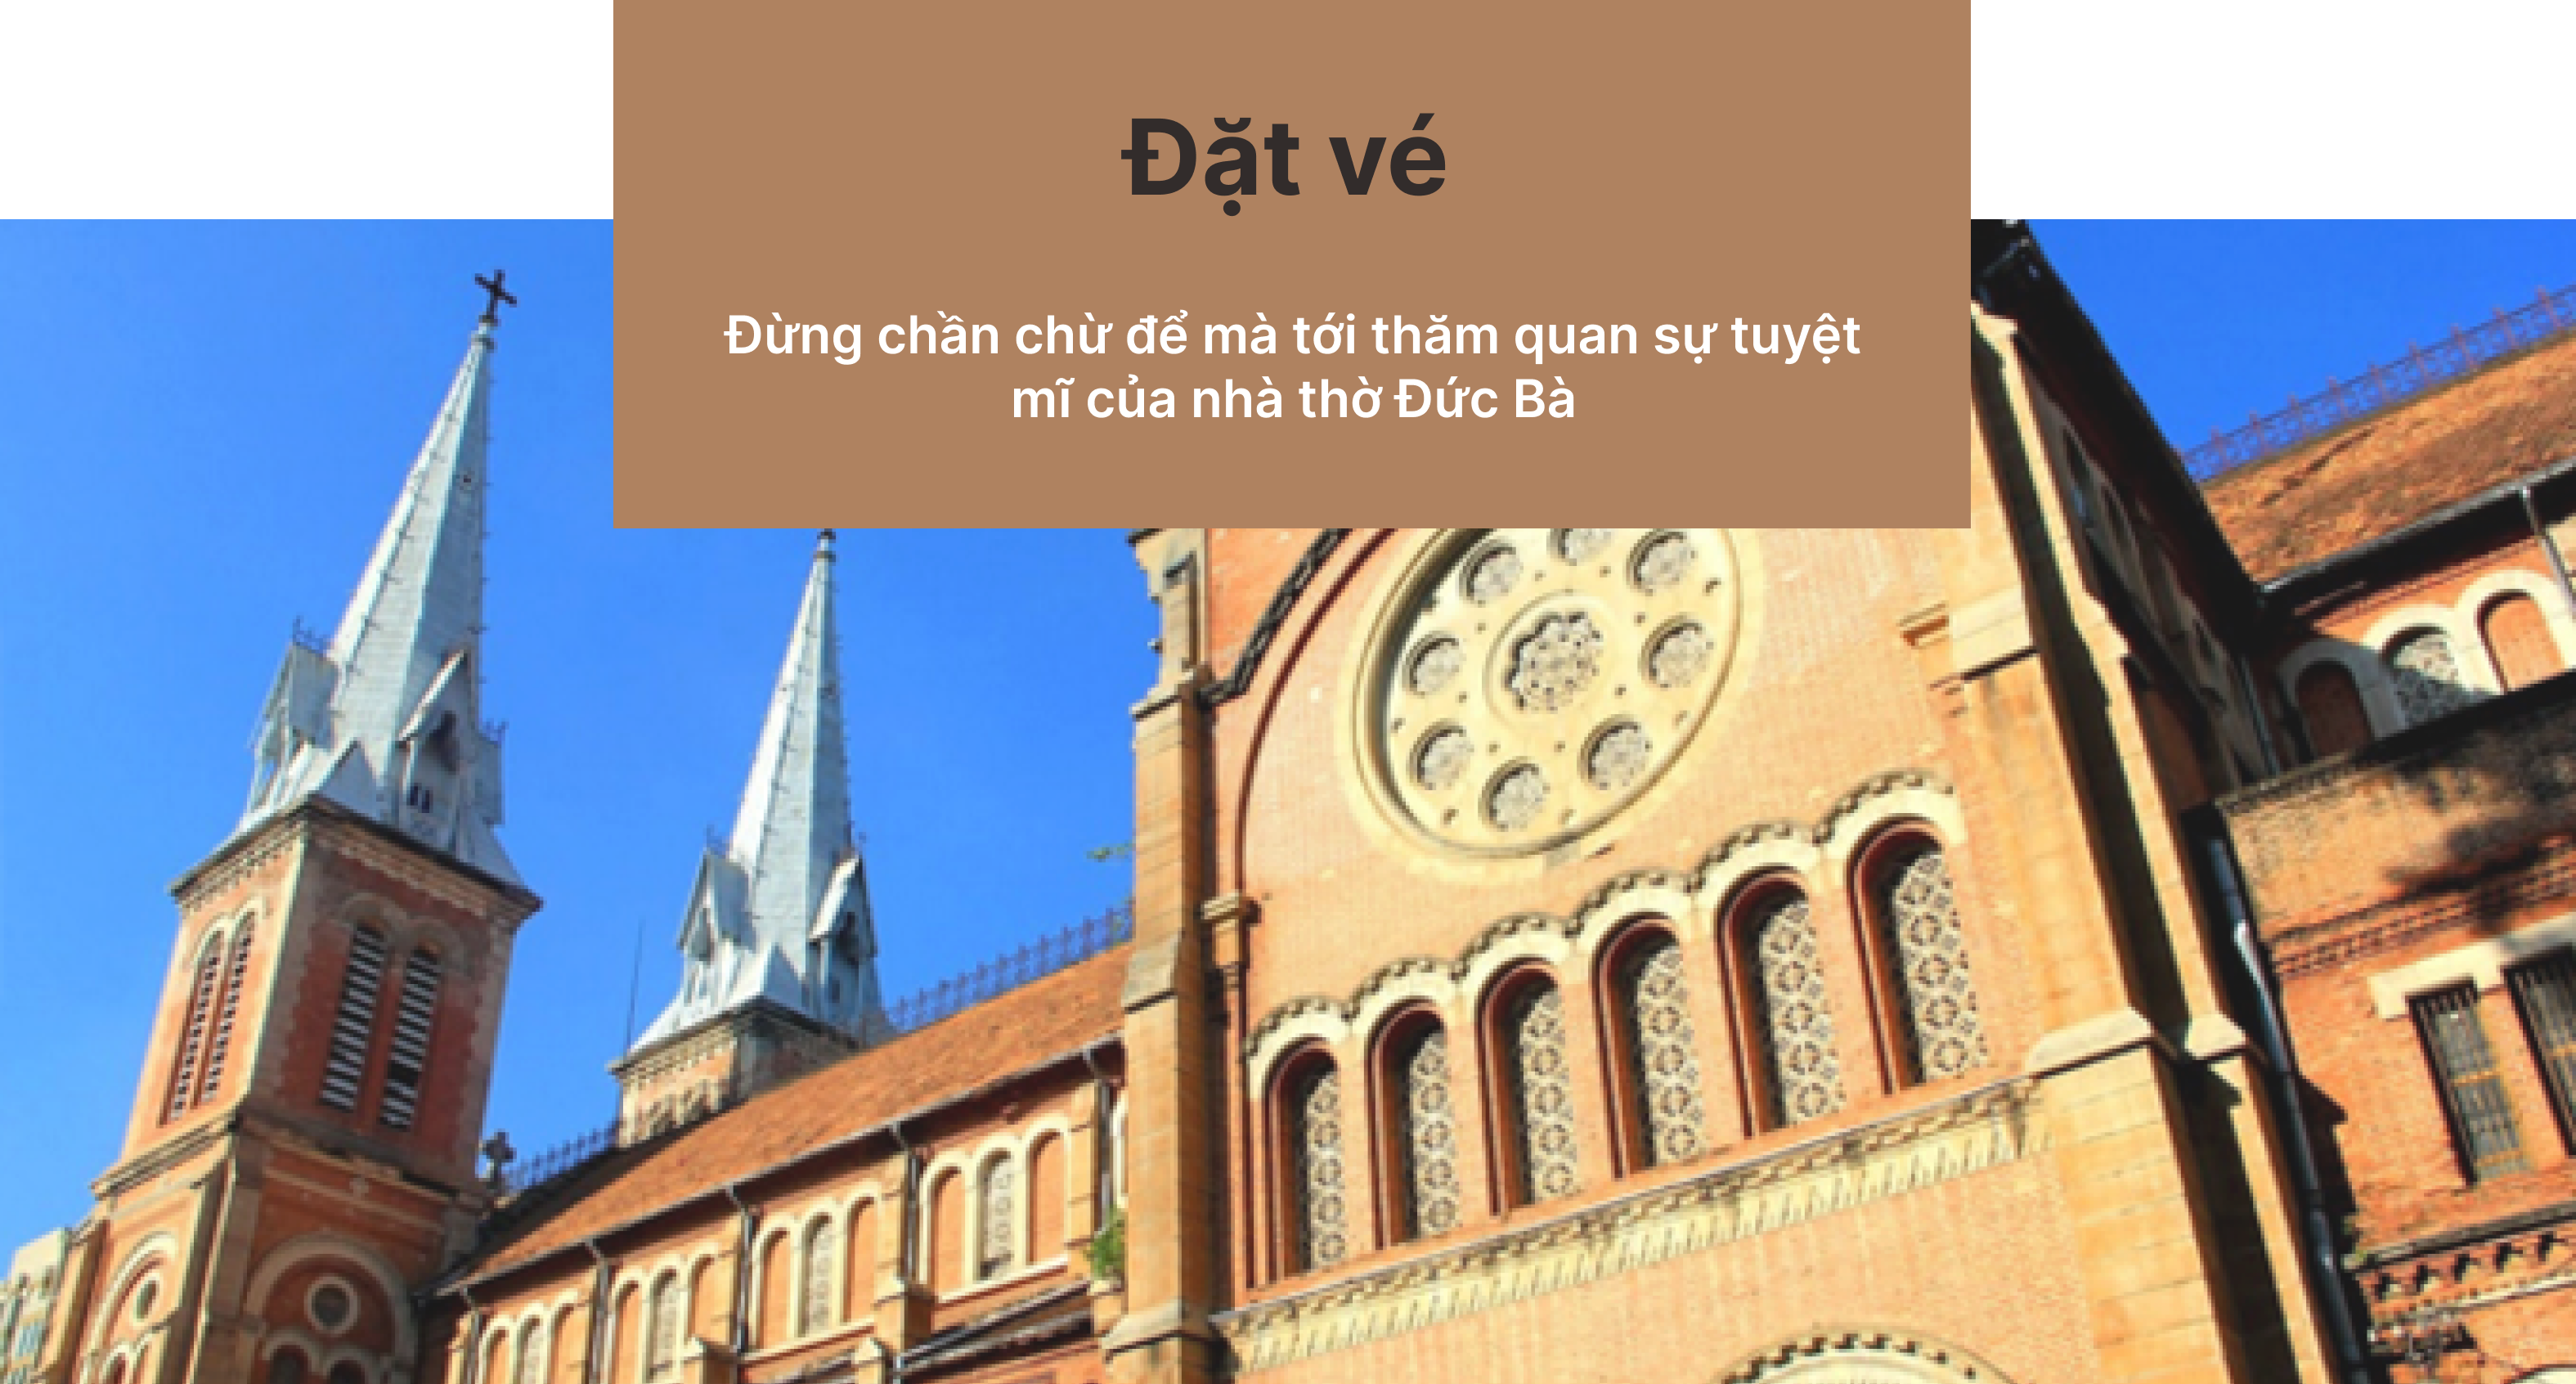 Đặt vé
Đừng chần chừ để mà tới thăm quan sự tuyệt
mĩ của nhà thờ Đức Bà